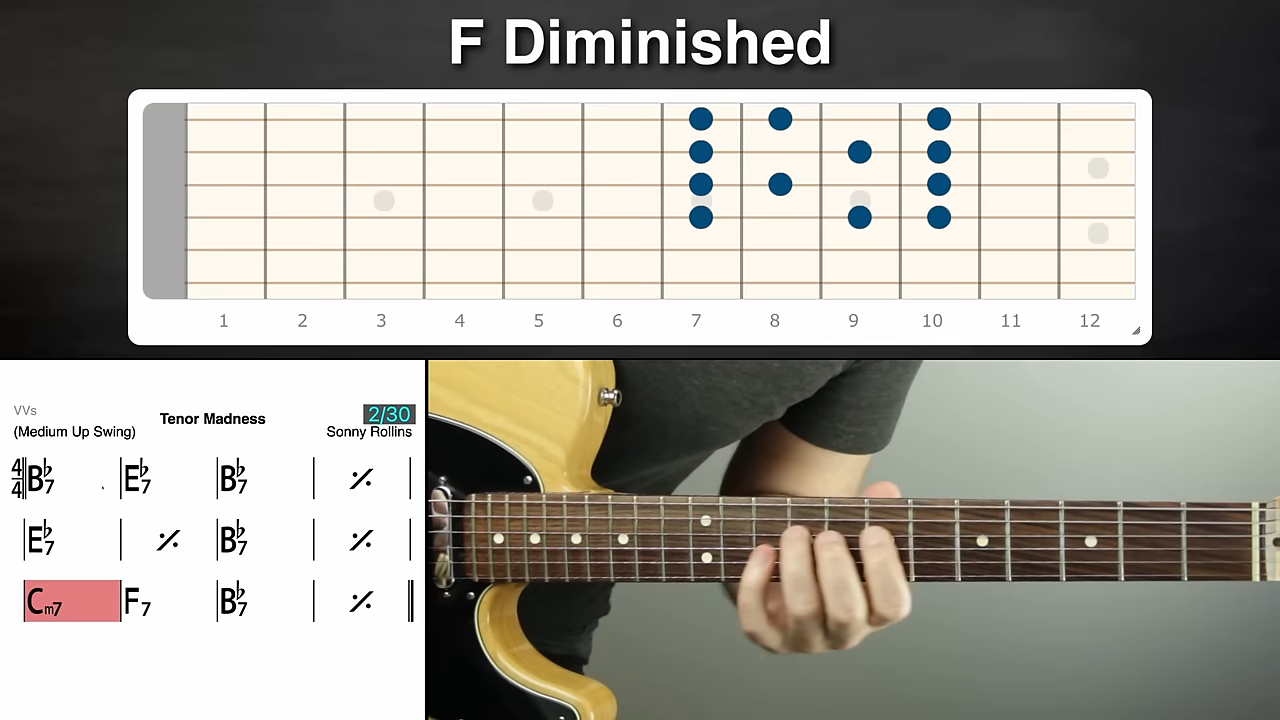 F Diminished
1 2 3 4 5 6 7 8 9 10 11 12
VVs
Tenor Madness
2/30
(Medium Up Swing)
Sonny Rollins
4/4 B♭7 E♭7 B♭7 𝄎
E♭7 𝄎 B♭7 𝄎
Cm7 F7 B♭7 𝄎